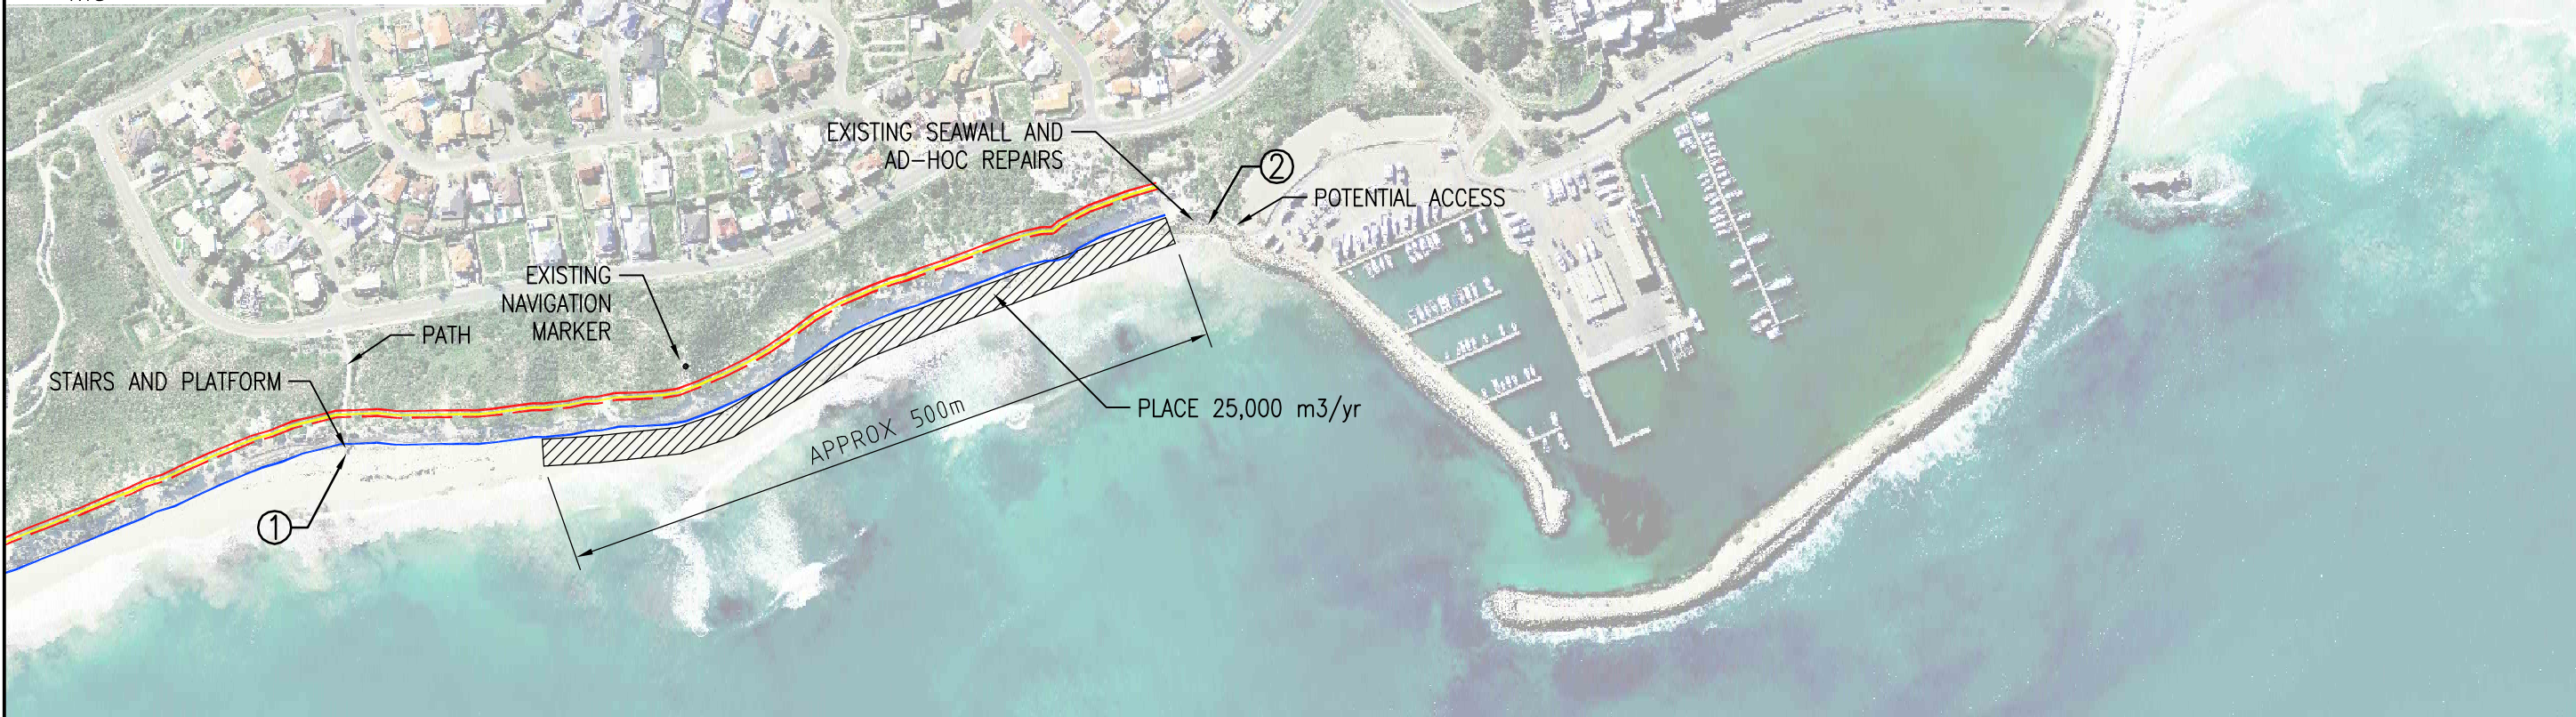 EXISTING SEAWALL AND
AD-HOC REPAIRS
2
POTENTIAL ACCESS
EXISTING
NAVIGATION
MARKER
PATH
STAIRS AND PLATFORM
1
APPROX 500m
PLACE 25,000 m3/yr